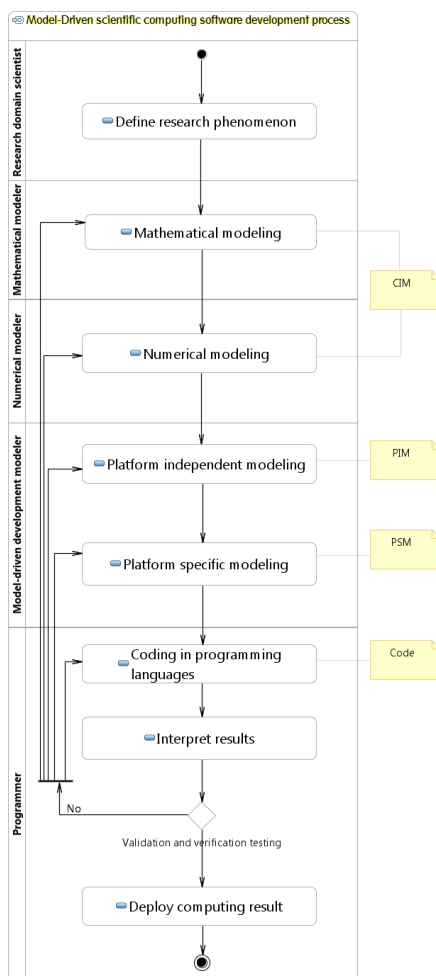 Model-Driven scientific computing software development process
Research domain scientist
Define research phenomenon
Mathematical modeler
Mathematical modeling
CIM
Numerical modeler
Numerical modeling
Model-driven development modeler
Platform independent modeling
PIM
Platform specific modeling
PSM
Programmer
Coding in programming
languages
Code
Interpret results
No
Validation and verification testing
Deploy computing result